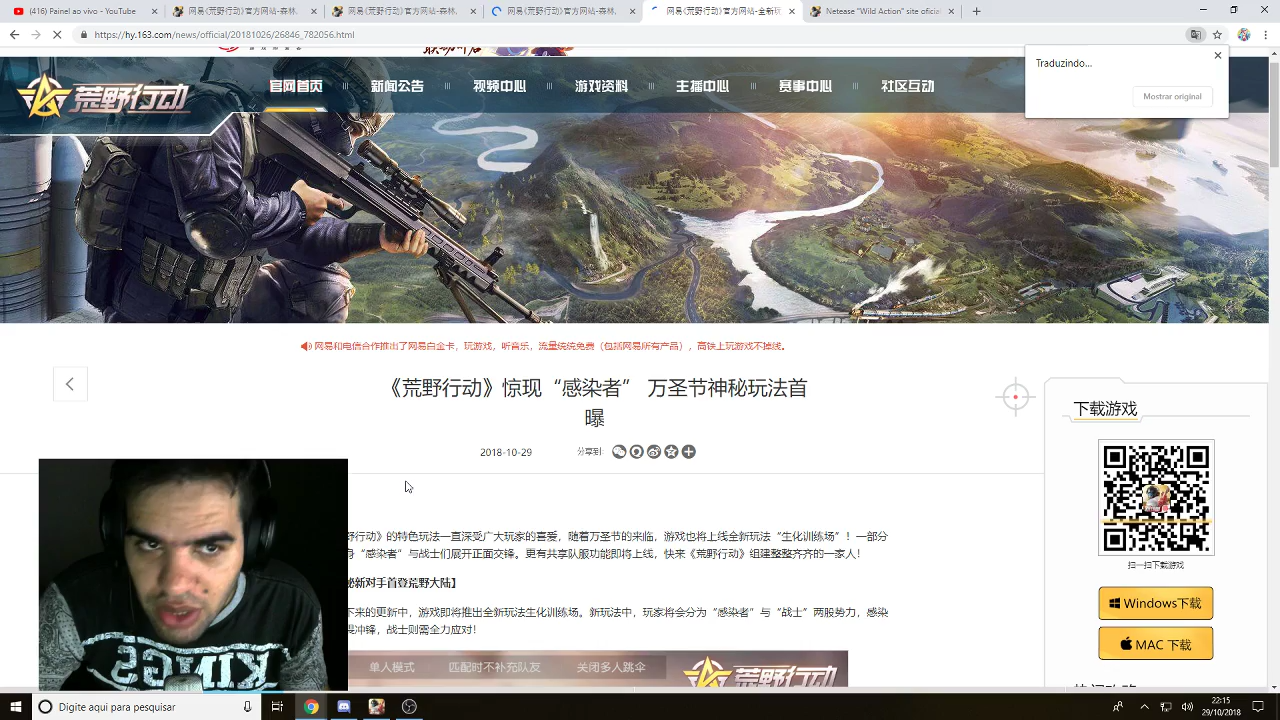 (416) Painel ao vivo - YouTube
网易《荒野行动》官方网站-森林
网易《荒野行动》官方网站-森林
网易《荒野行动》官方网站-森林
网易《荒野行动》官方网站-全新玩
Netease "Wild Action" site oficial
https://hy.163.com/news/official/20181026/26846_782056.html
Traduzindo...
Mostrar original
荒野行动
官网首页
新闻公告
视频中心
游戏资料
主播中心
赛事中心
社区互动
网易和电信合作推出了网易白金卡，玩游戏，听音乐，流量统统免费（包括网易所有产品），高铁上玩游戏不掉线。
《荒野行动》惊现“感染者” 万圣节神秘玩法首
曝
2018-10-29
分享到:
行动》的特色玩法一直深受广大玩家的喜爱，随着万圣节的来临，游戏也将上线全新玩法“生化训练场”！一部分
“感染者”与战士们展开正面交锋。更有共享队服功能即将上线，快来《荒野行动》组建整整齐齐的一家人！
秘新对手首登荒野大陆】
下来的更新中，游戏即将推出全新玩法生化训练场。新玩法中，玩家将会分为“感染者”与“战士”两股势力，感染
冲锋，战士则需全力应对！
单人模式
匹配时不补充队友
关闭多人跳伞
荒野行动
下载游戏
扫一扫下载游戏
Windows下载
MAC 下载
KINGS
Digite aqui para pesquisar
22:15
29/10/2018